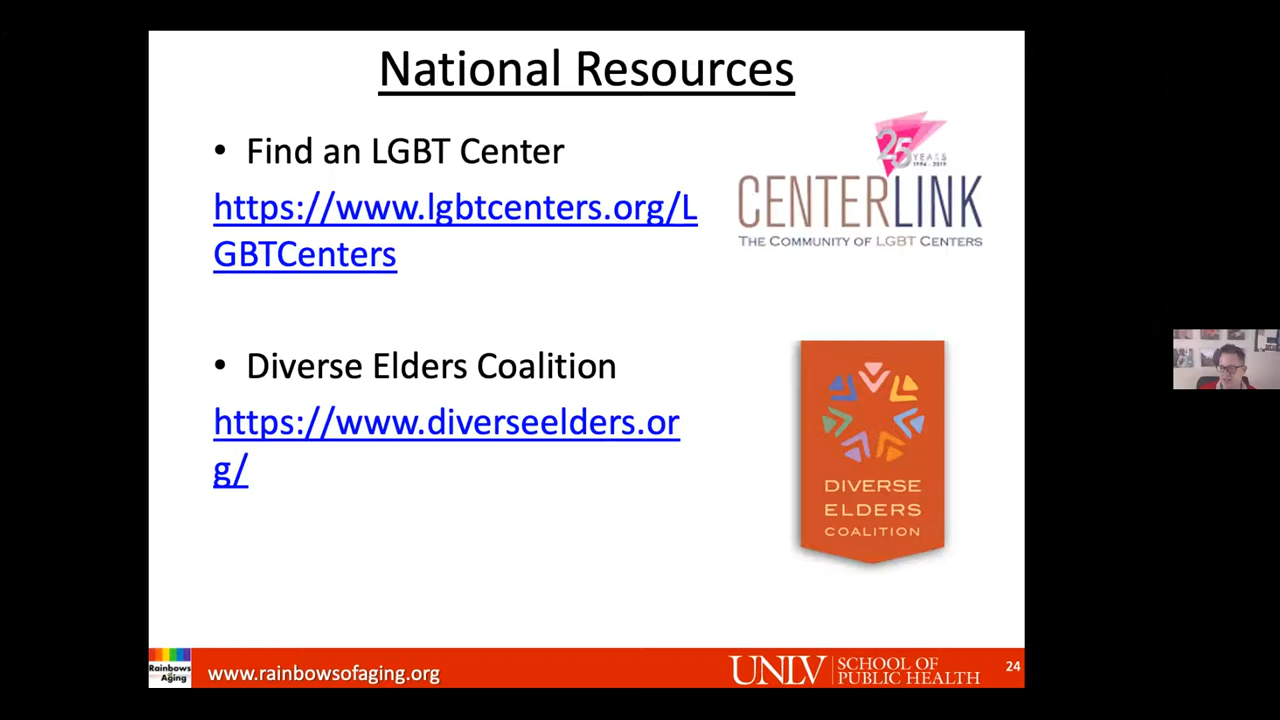 National Resources
• Find an LGBT Center
https://www.lgbtcenters.org/L
GBTCenters
25
YEARS
1994 - 2019
CENTERLINK
THE COMMUNITY OF LGBT CENTERS
• Diverse Elders Coalition
https://www.diverseelders.or
g/
DIVERSE
ELDERS
COALITION
Rainbows
of
Aging
www.rainbowsofaging.org
UNLV
SCHOOL OF
PUBLIC HEALTH
24